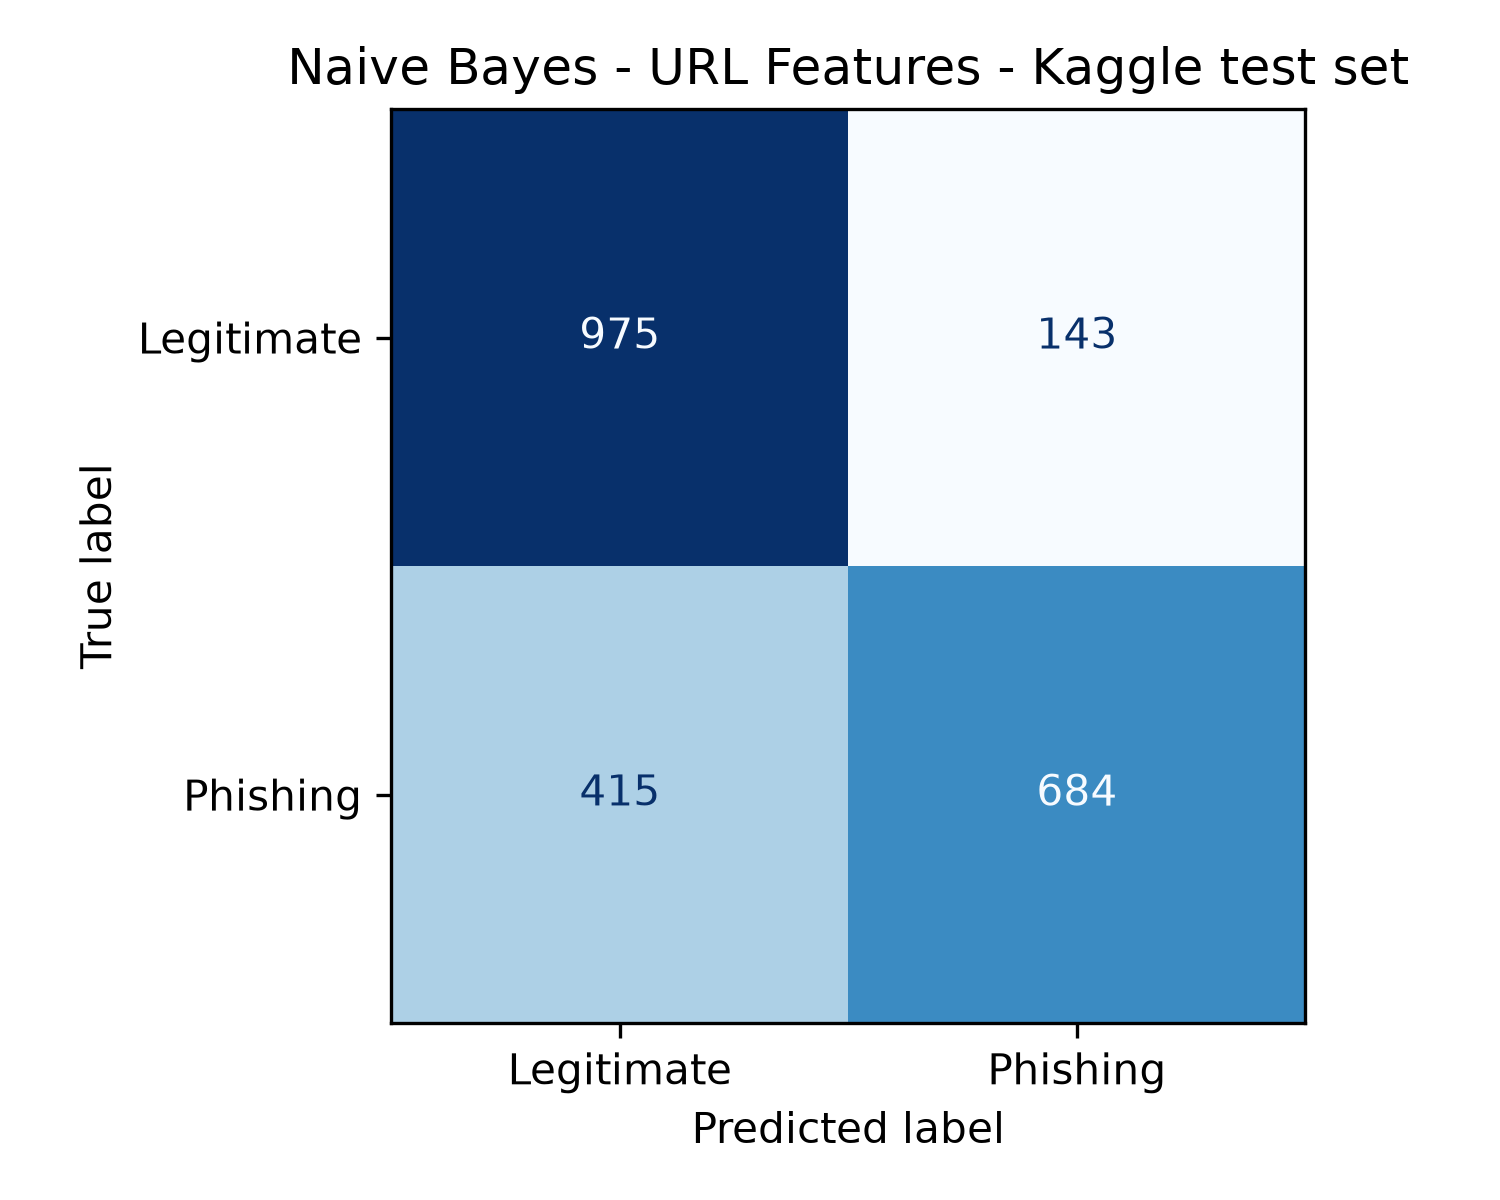 Naive Bayes - URL Features - Kaggle test set
Legitimate
975
143
True label
Phishing
415
684
Legitimate
Phishing
Predicted label